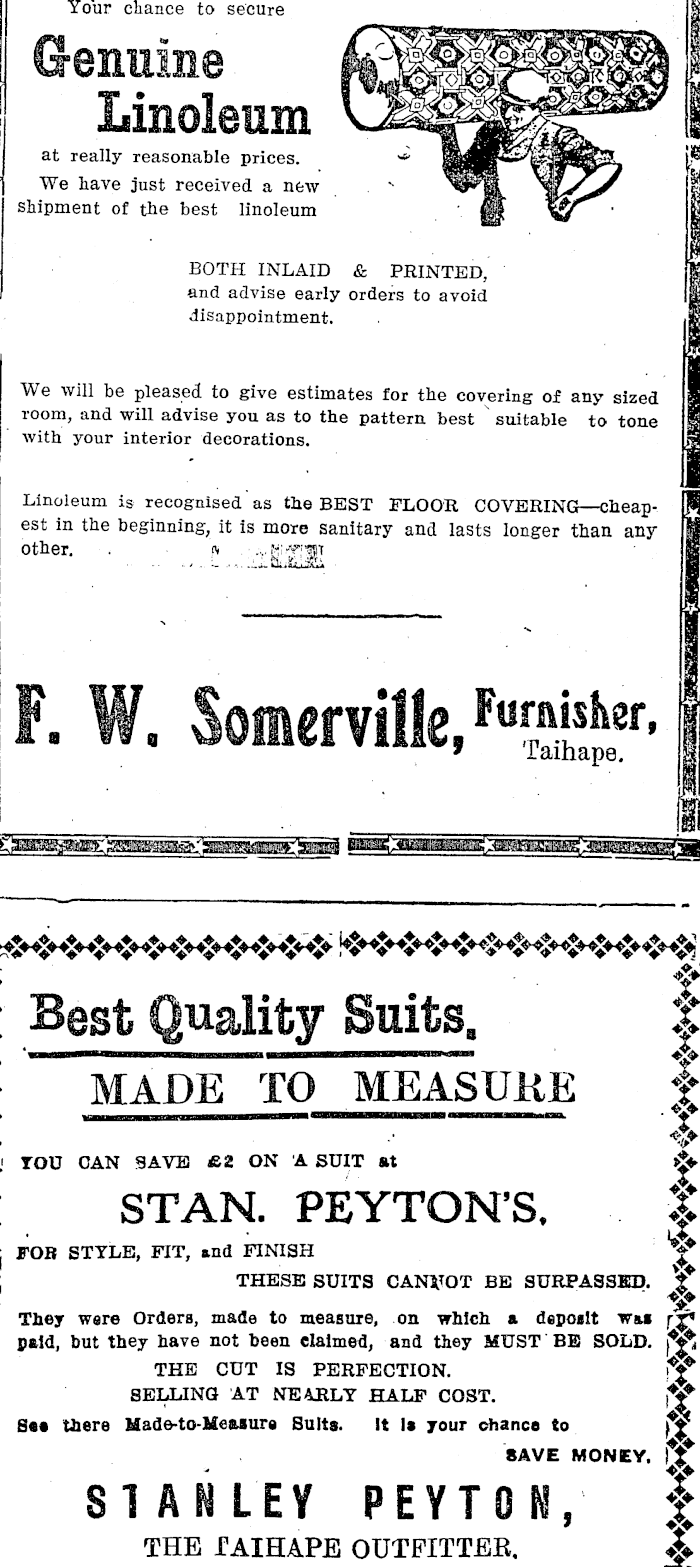 Your chance to secure
Genuine
Linoleum
at really reasonable prices.
We have just received a new
shipment of the best linoleum
BOTH INLAID & PRINTED,
and advise early orders to avoid
disappointment.
We will be pleased to give estimates for the covering of any sized
room, and will advise you as to the pattern best suitable to tone
with your interior decorations.
Linoleum is recognised as the BEST FLOOR COVERING—cheap-
est in the beginning, it is more sanitary and lasts longer than any
other.
F. W. Somerville, Furnisher,
Taihape.
Best Quality Suits.
MADE TO MEASURE
YOU CAN SAVE £2 ON A SUIT at
STAN. PEYTON'S.
FOR STYLE, FIT, and FINISH
THESE SUITS CANNOT BE SURPASSED.
They were Orders, made to measure, on which a deposit was
paid, but they have not been claimed, and they MUST BE SOLD.
THE CUT IS PERFECTION.
SELLING AT NEARLY HALF COST.
See there Made-to-Measure Suits. It is your chance to
SAVE MONEY.
STANLEY PEYTON,
THE TAIHAPE OUTFITTER.